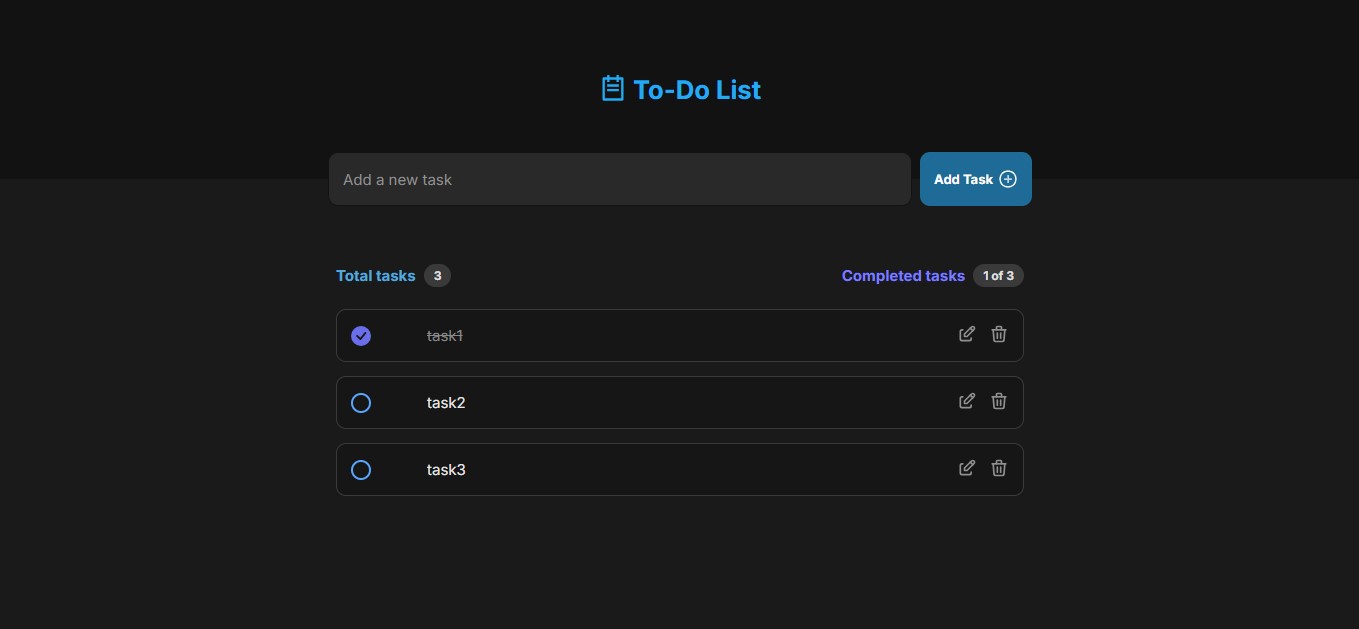 To-Do List
Add a new task
Add Task
Total tasks 3
Completed tasks 1 of 3
task1
task2
task3